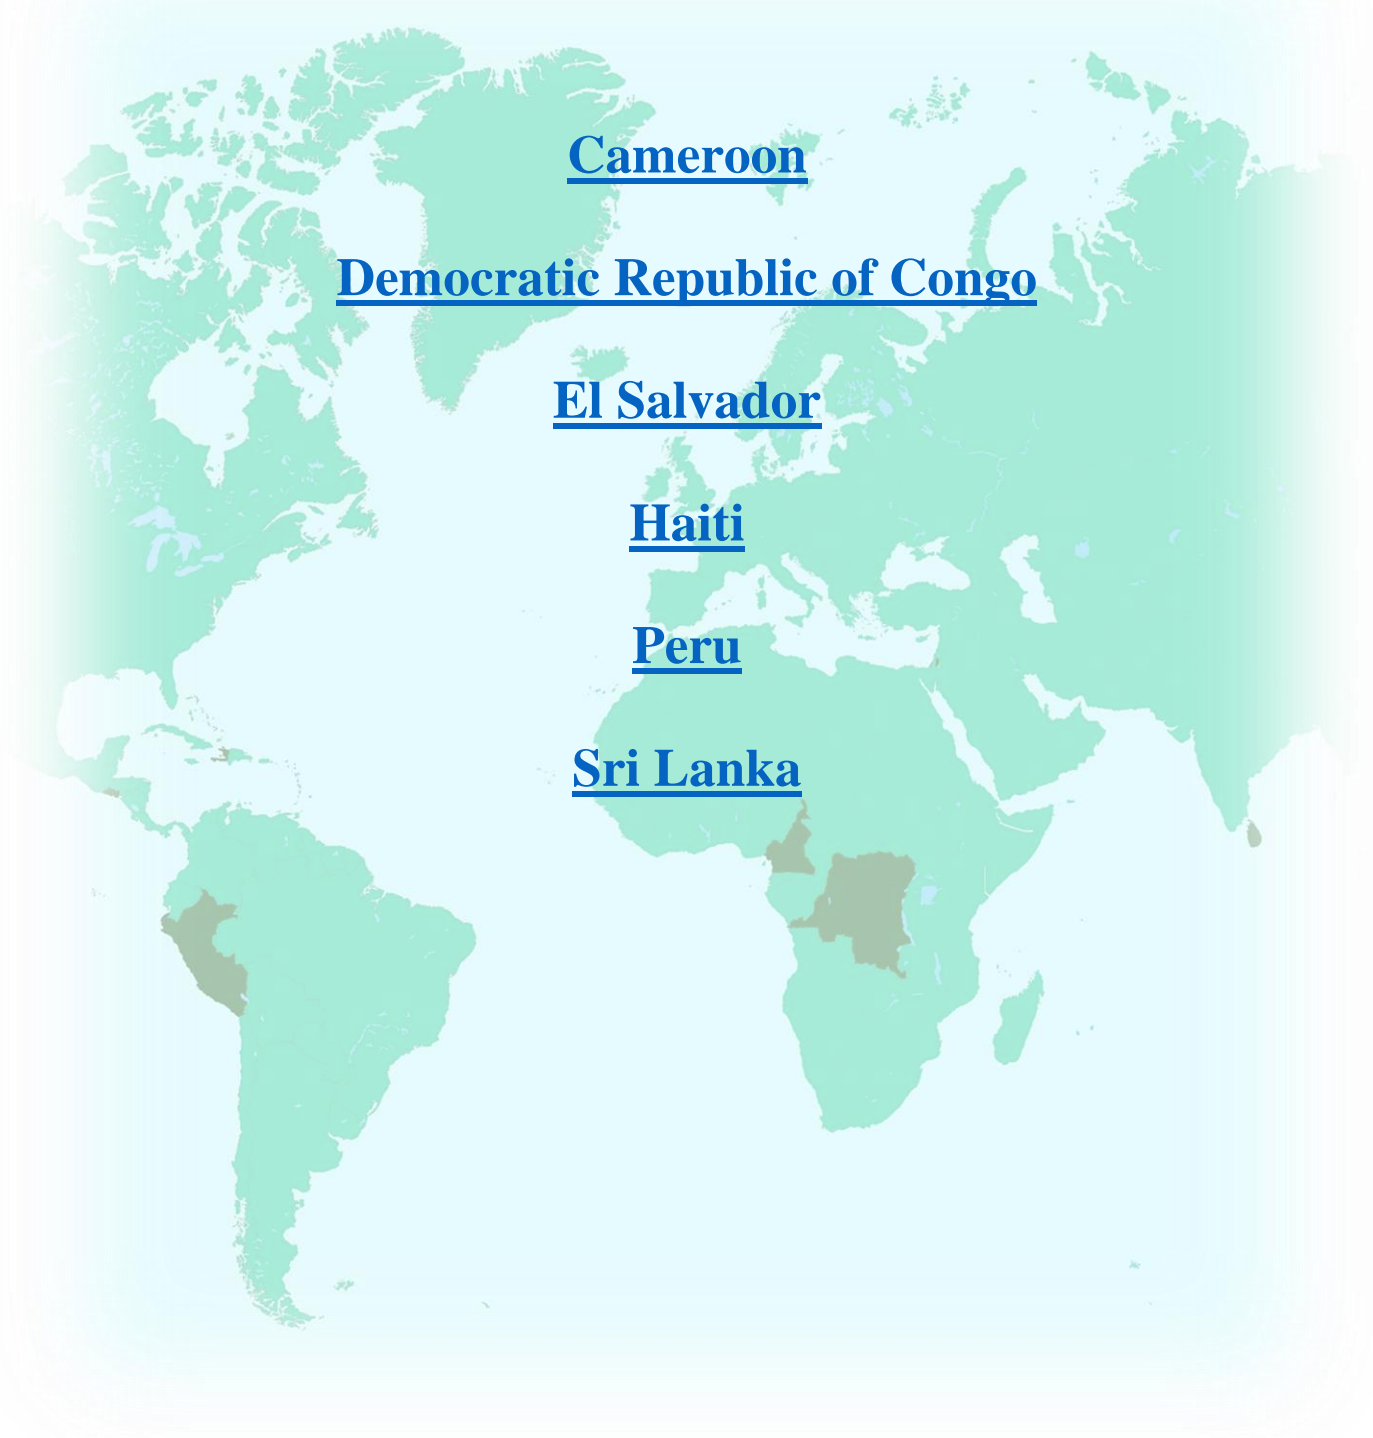 Cameroon
Democratic Republic of Congo
El Salvador
Haiti
Peru
Sri Lanka